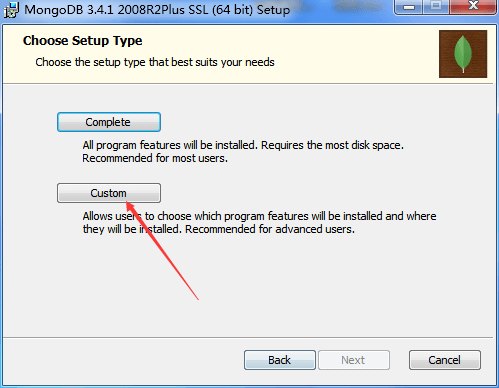 MongoDB 3.4.1 2008R2Plus SSL (64 bit) Setup
Choose Setup Type
Choose the setup type that best suits your needs
Complete
All program features will be installed. Requires the most disk space.
Recommended for most users.
Custom
Allows users to choose which program features will be installed and where
they will be installed. Recommended for advanced users.
Back
Next
Cancel